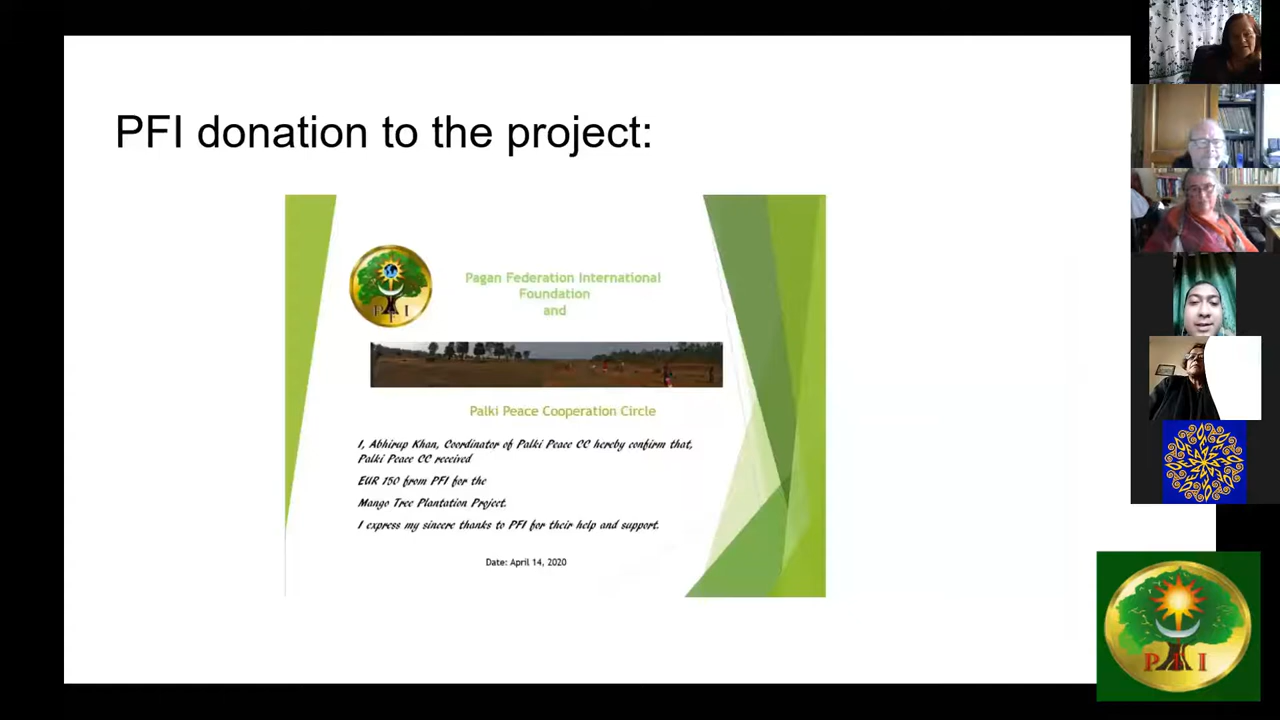 PFI donation to the project:
PFI
Pagan Federation International
Foundation
and
Palki Peace Cooperation Circle
I, Abhirup Khan, Coordinator of Palki Peace CC hereby confirm that,
Palki Peace CC received
EUR 150 from PFI for the
Mango Tree Plantation Project.
I express my sincere thanks to PFI for their help and support.
Date: April 14, 2020
PFI